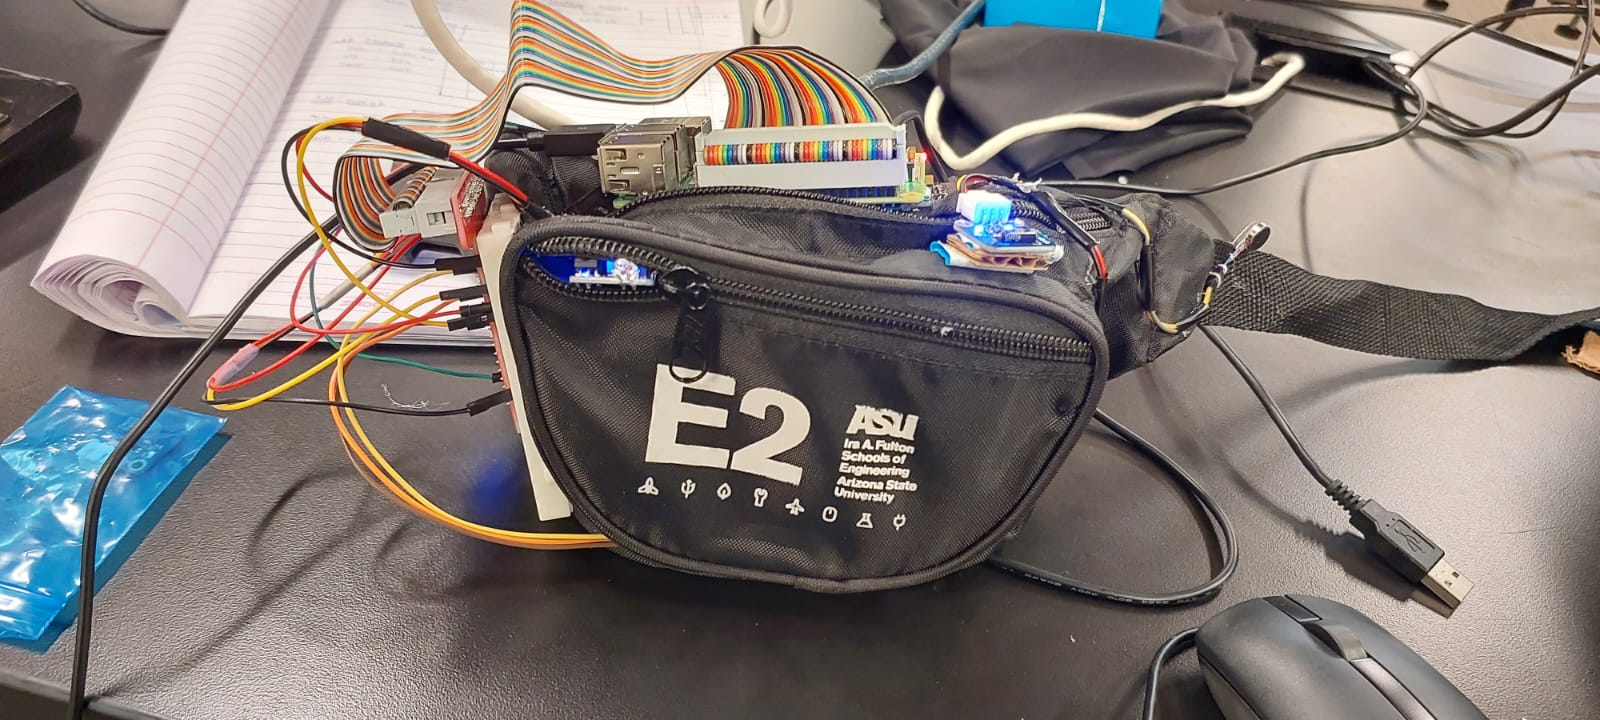 E2
ASU
Ira A. Fulton
Schools of
Engineering
Arizona State
University